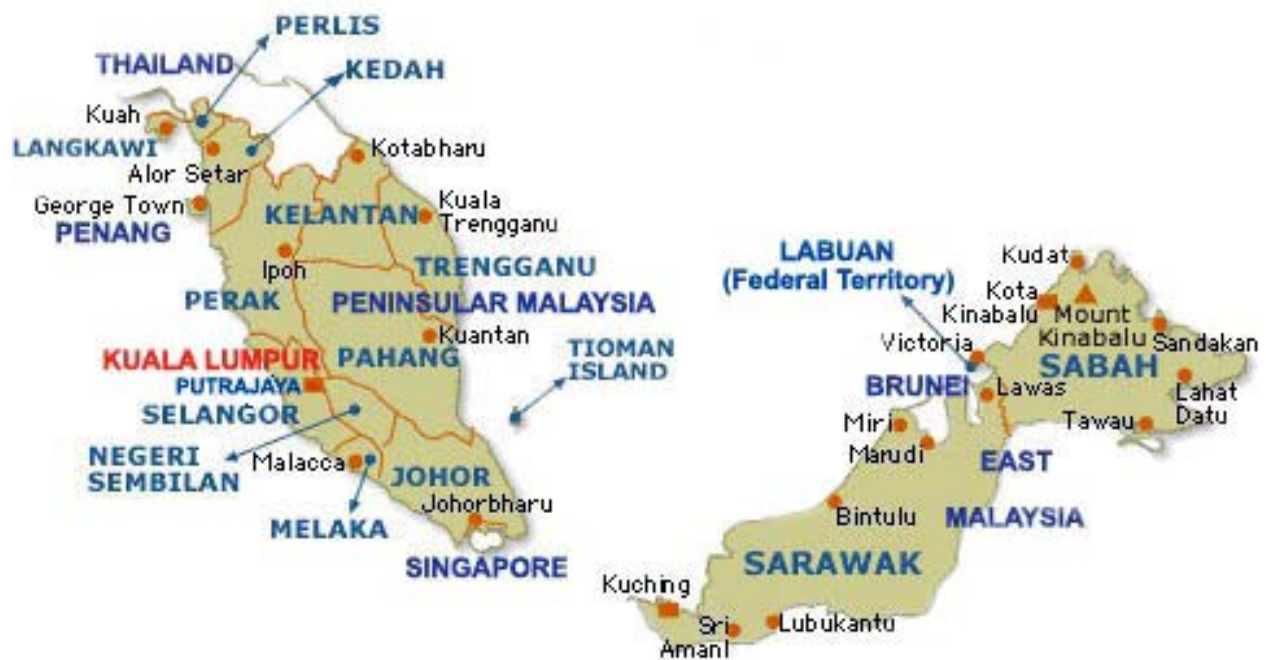 PERLIS
THAILAND
KEDAH
Kuah
LANGKAWI
Alor Setar
Kotabharu
George Town
PENANG
KELANTAN
Kuala
Trengganu
Ipoh
TRENGGANU
PERAK
PENINSULAR MALAYSIA
Kuantan
KUALA LUMPUR
PAHANG
PUTRAJAYA
TIOMAN
ISLAND
SELANGOR
NEGERI
SEMBILAN
Malacca
JOHOR
Johorbharu
MELAKA
SINGAPORE
LABUAN
(Federal Territory)
Kudat
Kota
Kinabalu
Mount
Kinabalu
Sandakan
Victoria
SABAH
BRUNEI
Lawas
Lahat
Datu
Miri
Tawau
Marudi
EAST
MALAYSIA
Bintulu
SARAWAK
Kuching
Sri
AmanI
Lubukantu